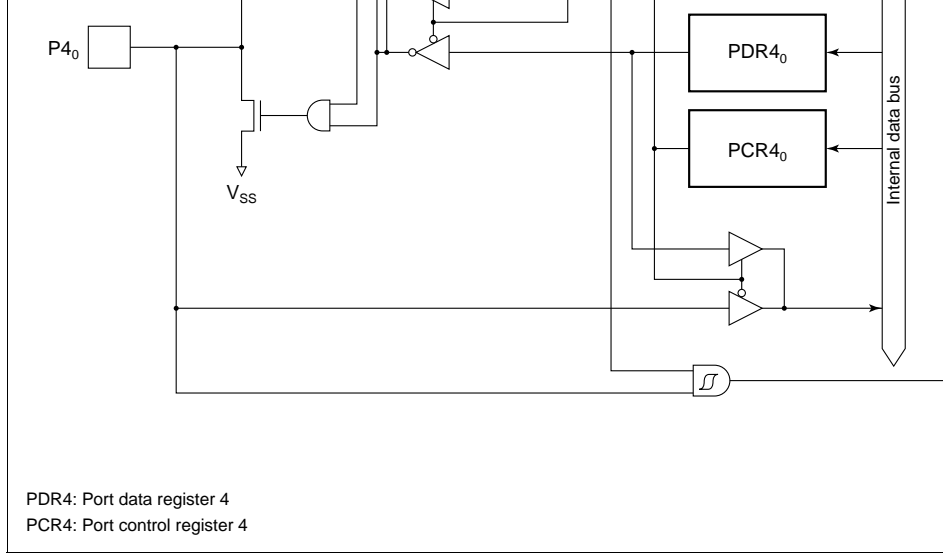 P4₀
PDR4₀
PCR4₀
Internal data bus
V_SS
PDR4: Port data register 4
PCR4: Port control register 4